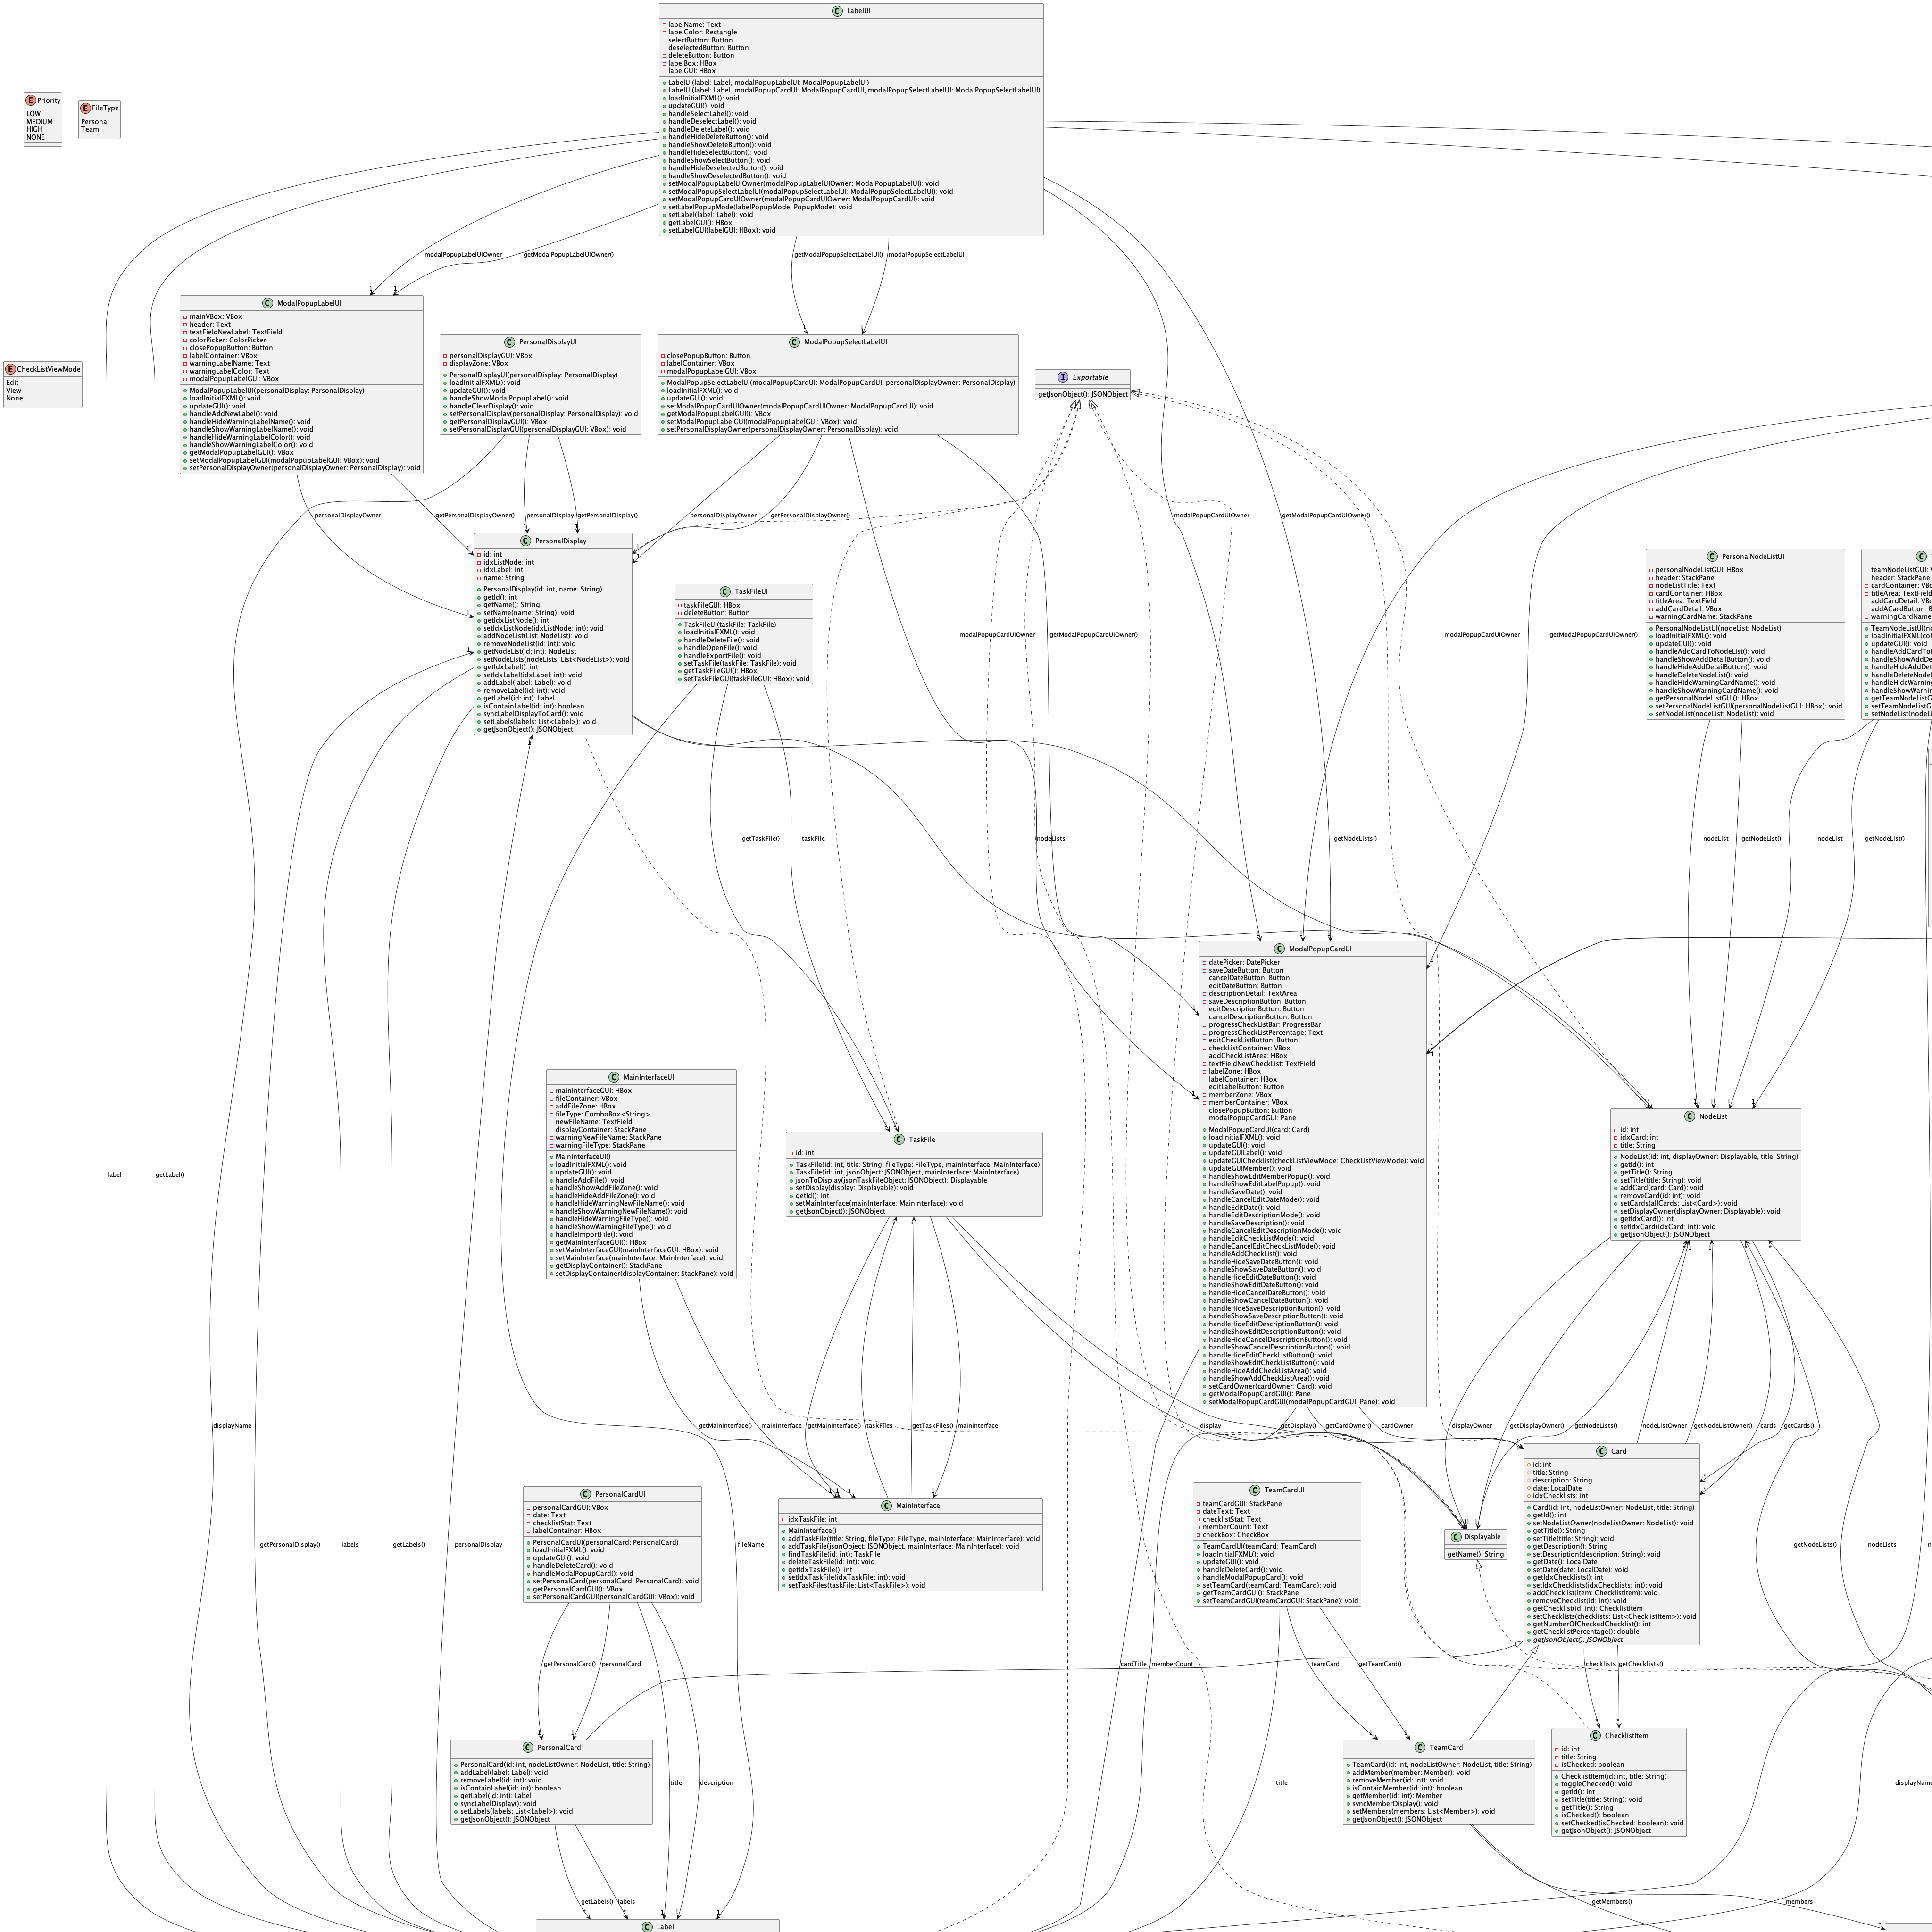 C LabelUI
labelName: Text
labelColor: Rectangle
selectButton: Button
deselectedButton: Button
deleteButton: Button
labelBox: HBox
labelGUI: HBox
LabelUI(label: Label, modalPopupLabelUI: ModalPopupLabelUI)
LabelUI(label: Label, modalPopupCardUI: ModalPopupCardUI, modalPopupSelectLabelUI: ModalPopupSelectLabelUI)
loadInitialFXML(): void
updateGUI(): void
handleSelectLabel(): void
handleDeselectLabel(): void
handleDeleteLabel(): void
handleHideDeleteButton(): void
handleShowDeleteButton(): void
handleHideSelectButton(): void
handleShowSelectButton(): void
handleHideDeselectedButton(): void
handleShowDeselectedButton(): void
setModalPopupLabelUIOwner(modalPopupLabelUIOwner: ModalPopupLabelUI): void
setModalPopupSelectLabelUI(modalPopupSelectLabelUI: ModalPopupSelectLabelUI): void
setModalPopupCardUIOwner(modalPopupCardUIOwner: ModalPopupCardUI): void
setLabelPopupMode(labelPopupMode: PopupMode): void
setLabel(label: Label): void
getLabelGUI(): HBox
setLabelGUI(labelGUI: HBox): void
E Priority
LOW
MEDIUM
HIGH
NONE
E FileType
Personal
Team
modalPopupLabelUIOwner
getModalPopupLabelUIOwner()
getModalPopupSelectLabelUI()
modalPopupSelectLabelUI
C ModalPopupLabelUI
mainVBox: VBox
header: Text
textFieldNewLabel: TextField
colorPicker: ColorPicker
closePopupButton: Button
labelContainer: VBox
warningLabelName: Text
warningLabelColor: Text
modalPopupLabelGUI: VBox
ModalPopupLabelUI(personalDisplay: PersonalDisplay)
loadInitialFXML(): void
updateGUI(): void
handleAddNewLabel(): void
handleHideWarningLabelName(): void
handleShowWarningLabelName(): void
handleHideWarningLabelColor(): void
handleShowWarningLabelColor(): void
getModalPopupLabelGUI(): VBox
setModalPopupLabelGUI(modalPopupLabelGUI: VBox): void
setPersonalDisplayOwner(personalDisplayOwner: PersonalDisplay): void
C PersonalDisplayUI
personalDisplayGUI: VBox
displayZone: VBox
PersonalDisplayUI(personalDisplay: PersonalDisplay)
loadInitialFXML(): void
updateGUI(): void
handleShowModalPopupLabel(): void
handleClearDisplay(): void
setPersonalDisplay(personalDisplay: PersonalDisplay): void
getPersonalDisplayGUI(): VBox
setPersonalDisplayGUI(personalDisplayGUI: VBox): void
C ModalPopupSelectLabelUI
closePopupButton: Button
labelContainer: VBox
modalPopupLabelGUI: VBox
ModalPopupSelectLabelUI(modalPopupCardUI: ModalPopupCardUI, personalDisplayOwner: PersonalDisplay)
loadInitialFXML(): void
updateGUI(): void
setModalPopupCardUIOwner(modalPopupCardUIOwner: ModalPopupCardUI): void
getModalPopupLabelGUI(): VBox
setModalPopupLabelGUI(modalPopupLabelGUI: VBox): void
setPersonalDisplayOwner(personalDisplayOwner: PersonalDisplay): void
E CheckListViewMode
Edit
View
None
I Exportable
getJsonObject(): JSONObject
personalDisplayOwner
getPersonalDisplayOwner()
personalDisplay
getPersonalDisplay()
personalDisplayOwner
getPersonalDisplayOwner()
modalPopupCardUIOwner
getModalPopupCardUIOwner()
C PersonalDisplay
id: int
idxListNode: int
idxLabel: int
name: String
PersonalDisplay(id: int, name: String)
getId(): int
getName(): String
setName(name: String): void
getIdxListNode(): int
setIdxListNode(idxListNode: int): void
addNodeList(List: NodeList): void
removeNodeList(id: int): void
getNodeList(id: int): NodeList
setNodeLists(nodeLists: List<NodeList>): void
getIdxLabel(): int
setIdxLabel(idxLabel: int): void
addLabel(label: Label): void
removeLabel(id: int): void
getLabel(id: int): Label
isContainLabel(id: int): boolean
syncLabelDisplayToCard(): void
setLabels(labels: List<Label>): void
getJsonObject(): JSONObject
C TaskFileUI
taskFileGUI: HBox
deleteButton: Button
TaskFileUI(taskFile: TaskFile)
loadInitialFXML(): void
handleDeleteFile(): void
handleOpenFile(): void
handleExportFile(): void
setTaskFile(taskFile: TaskFile): void
getTaskFileGUI(): HBox
setTaskFileGUI(taskFileGUI: HBox): void
modalPopupCardUIOwner
getModalPopupCardUIOwner()
modalPopupCardUIOwner
getModalPopupCardUIOwner()
C PersonalNodeListUI
personalNodeListGUI: HBox
header: StackPane
nodeListTitle: Text
cardContainer: HBox
titleArea: TextField
addCardDetail: VBox
warningCardName: StackPane
PersonalNodeListUI(nodeList: NodeList)
loadInitialFXML(): void
updateGUI(): void
handleAddCardToNodeList(): void
handleShowAddDetailButton(): void
handleHideAddDetailButton(): void
handleDeleteNodeList(): void
handleHideWarningCardName(): void
handleShowWarningCardName(): void
getPersonalNodeListGUI(): HBox
setPersonalNodeListGUI(personalNodeListGUI: HBox): void
setNodeList(nodeList: NodeList): void
C
teamNodeListGUI:
header: StackPane
cardContainer:
titleArea: TextField
addCardDetail:
addACardButton:
warningCardName:
getTaskFile()
taskFile
nodeLists
getNodeLists()
nodeList
getNodeList()
nodeList
getNodeList()
C ModalPopupCardUI
datePicker: DatePicker
saveDateButton: Button
cancelDateButton: Button
editDateButton: Button
descriptionDetail: TextArea
saveDescriptionButton: Button
editDescriptionButton: Button
cancelDescriptionButton: Button
progressCheckListBar: ProgressBar
progressCheckListPercentage: Text
editCheckListButton: Button
checkListContainer: VBox
addCheckListArea: HBox
textFieldNewCheckList: TextField
labelZone: HBox
labelContainer: HBox
editLabelButton: Button
memberZone: VBox
memberContainer: VBox
closePopupButton: Button
modalPopupCardGUI: Pane
ModalPopupCardUI(card: Card)
loadInitialFXML(): void
updateGUI(): void
updateGUILabel(): void
updateGUIChecklist(checkListViewMode: CheckListViewMode): void
updateGUIMember(): void
handleShowEditMemberPopup(): void
handleShowEditLabelPopup(): void
handleSaveDate(): void
handleCancelEditDateMode(): void
handleEditDate(): void
handleEditDescriptionMode(): void
handleSaveDescription(): void
handleCancelEditDescriptionMode(): void
handleEditCheckListMode(): void
handleCancelEditCheckListMode(): void
handleAddCheckList(): void
handleHideSaveDateButton(): void
handleShowSaveDateButton(): void
handleHideEditDateButton(): void
handleShowEditDateButton(): void
handleHideCancelDateButton(): void
handleShowCancelDateButton(): void
handleHideSaveDescriptionButton(): void
handleShowSaveDescriptionButton(): void
handleHideEditDescriptionButton(): void
handleShowEditDescriptionButton(): void
handleHideCancelDescriptionButton(): void
handleShowCancelDescriptionButton(): void
handleHideEditCheckListButton(): void
handleShowEditCheckListButton(): void
handleHideAddCheckListArea(): void
handleShowAddCheckListArea(): void
setCardOwner(cardOwner: Card): void
getModalPopupCardGUI(): Pane
setModalPopupCardGUI(modalPopupCardGUI: Pane): void
C MainInterfaceUI
mainInterfaceGUI: HBox
fileContainer: VBox
addFileZone: HBox
fileType: ComboBox<String>
newFileName: TextField
displayContainer: StackPane
warningNewFileName: StackPane
warningFileType: StackPane
MainInterfaceUI()
loadInitialFXML(): void
updateGUI(): void
handleAddFile(): void
handleShowAddFileZone(): void
handleHideAddFileZone(): void
handleHideWarningNewFileName(): void
handleShowWarningNewFileName(): void
handleHideWarningFileType(): void
handleShowWarningFileType(): void
handleImportFile(): void
getMainInterfaceGUI(): HBox
setMainInterfaceGUI(mainInterfaceGUI: HBox): void
setMainInterface(mainInterface: MainInterface): void
getDisplayContainer(): StackPane
setDisplayContainer(displayContainer: StackPane): void
C TaskFile
id: int
TaskFile(id: int, title: String, fileType: FileType, mainInterface: MainInterface)
TaskFile(id: int, jsonObject: JSONObject, mainInterface: MainInterface)
jsonToDisplay(jsonTaskFileObject: JSONObject): Displayable
setDisplay(display: Displayable): void
getId(): int
setMainInterface(mainInterface: MainInterface): void
getJsonObject(): JSONObject
C NodeList
id: int
idxCard: int
title: String
NodeList(id: int, displayOwner: Displayable, title: String)
getId(): int
getTitle(): String
setTitle(title: String): void
addCard(card: Card): void
removeCard(id: int): void
setCards(allCards: List<Card>): void
setDisplayOwner(displayOwner: Displayable): void
getIdxCard(): int
setIdxCard(idxCard: int): void
getJsonObject(): JSONObject
displayName
getMainInterface()
mainInterface
getMainInterface()
taskFiles
getTaskFiles()
mainInterface
display
getDisplay()
getCardOwner()
cardOwner
displayOwner
getDisplayOwner()
getNodeLists()
nodeListOwner
getNodeListOwner()
cards
getCards()
label
getLabel()
getPersonalDisplay()
labels
getLabels()
personalDisplay
fileName
getNodeLists()
nodeLists
C PersonalCardUI
personalCardGUI: VBox
date: Text
checklistStat: Text
labelContainer: HBox
PersonalCardUI(personalCard: PersonalCard)
loadInitialFXML(): void
updateGUI(): void
handleDeleteCard(): void
handleModalPopupCard(): void
setPersonalCard(personalCard: PersonalCard): void
getPersonalCardGUI(): VBox
setPersonalCardGUI(personalCardGUI: VBox): void
C MainInterface
idxTaskFile: int
MainInterface()
addTaskFile(title: String, fileType: FileType, mainInterface: MainInterface): void
addTaskFile(jsonObject: JSONObject, mainInterface: MainInterface): void
findTaskFile(id: int): TaskFile
deleteTaskFile(id: int): void
getIdxTaskFile(): int
setIdxTaskFile(idxTaskFile: int): void
setTaskFiles(taskFile: List<TaskFile>): void
C TeamCardUI
teamCardGUI: StackPane
dateText: Text
checklistStat: Text
memberCount: Text
checkBox: CheckBox
TeamCardUI(teamCard: TeamCard)
loadInitialFXML(): void
updateGUI(): void
handleDeleteCard(): void
handleModalPopupCard(): void
setTeamCard(teamCard: TeamCard): void
getTeamCardGUI(): StackPane
setTeamCardGUI(teamCardGUI: StackPane): void
C Displayable
getName(): String
C Card
id: int
title: String
description: String
date: LocalDate
idxChecklists: int
Card(id: int, nodeListOwner: NodeList, title: String)
getId(): int
setNodeListOwner(nodeListOwner: NodeList): void
getTitle(): String
setTitle(title: String): void
getDescription(): String
setDescription(description: String): void
getDate(): LocalDate
setDate(date: LocalDate): void
getIdxChecklists(): int
setIdxChecklists(idxChecklists: int): void
addChecklist(item: ChecklistItem): void
removeChecklist(id: int): void
getChecklist(id: int): ChecklistItem
setChecklists(checklists: List<ChecklistItem>): void
getNumberOfCheckedChecklist(): int
getChecklistPercentage(): double
getJsonObject(): JSONObject
getPersonalCard()
personalCard
title
description
cardTitle
memberCount
teamCard
getTeamCard()
title
checklists
getChecklists()
displayName
C PersonalCard
PersonalCard(id: int, nodeListOwner: NodeList, title: String)
addLabel(label: Label): void
removeLabel(id: int): void
isContainLabel(id: int): boolean
getLabel(id: int): Label
syncLabelDisplay(): void
setLabels(labels: List<Label>): void
getJsonObject(): JSONObject
C TeamCard
TeamCard(id: int, nodeListOwner: NodeList, title: String)
addMember(member: Member): void
removeMember(id: int): void
isContainMember(id: int): boolean
getMember(id: int): Member
syncMemberDisplay(): void
setMembers(members: List<Member>): void
getJsonObject(): JSONObject
C ChecklistItem
id: int
title: String
isChecked: boolean
ChecklistItem(id: int, title: String)
toggleChecked(): void
getId(): int
setTitle(title: String): void
getTitle(): String
isChecked(): boolean
setChecked(isChecked: boolean): void
getJsonObject(): JSONObject
getLabels()
labels
getMembers()
members
C Label